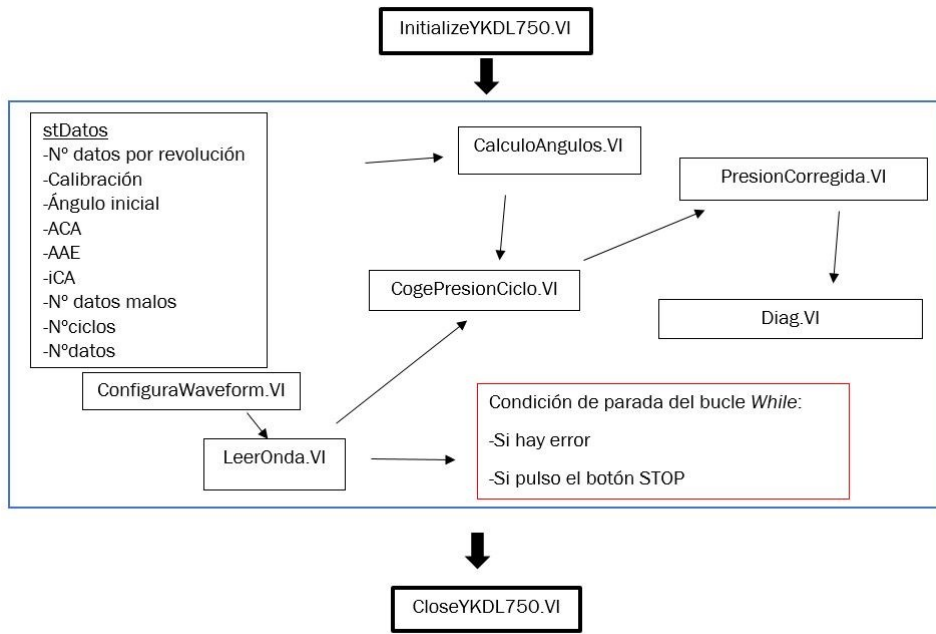 InitializeYKDL750.VI
stDatos
-Nº datos por revolución
-Calibración
-Ángulo inicial
-ACA
-AAE
-iCA
-Nº datos malos
-Nºciclos
-Nºdatos
CalculoAngulos.VI
PresionCorregida.VI
CogePresionCiclo.VI
Diag.VI
ConfiguraWaveform.VI
LeerOnda.VI
Condición de parada del bucle While:
-Si hay error
-Si pulso el botón STOP
CloseYKDL750.VI